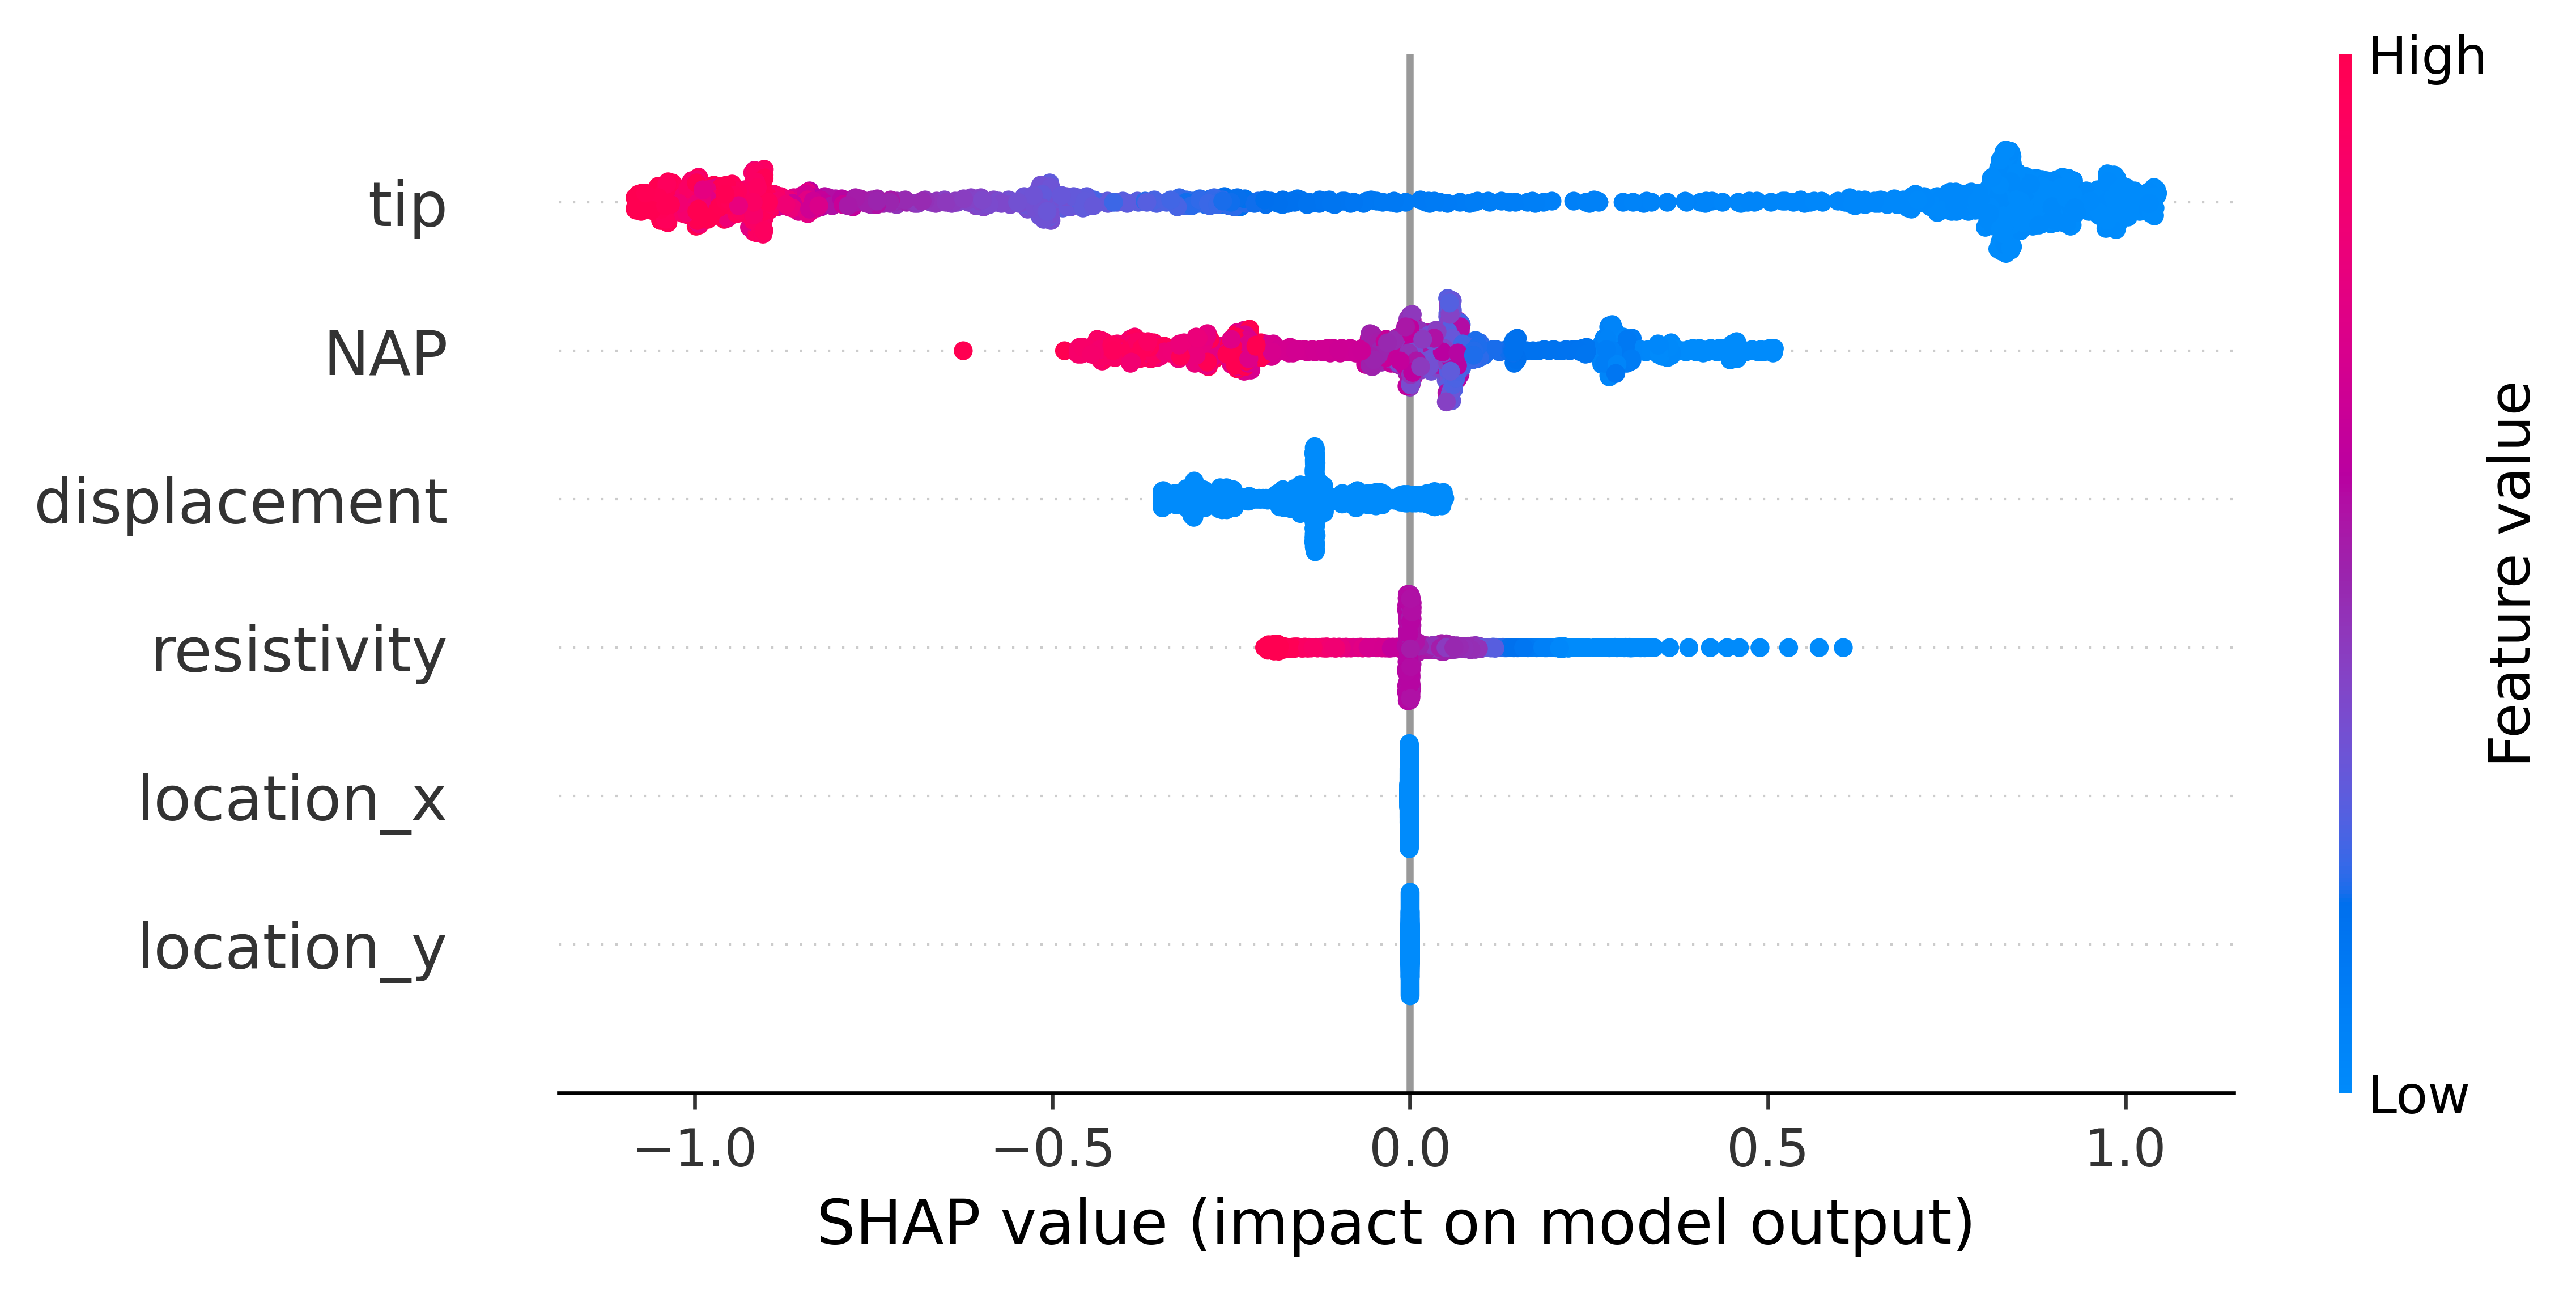 High
tip
NAP
displacement
resistivity
location_x
location_y
Feature value
Low
−1.0
−0.5
0.0
0.5
1.0
SHAP value (impact on model output)